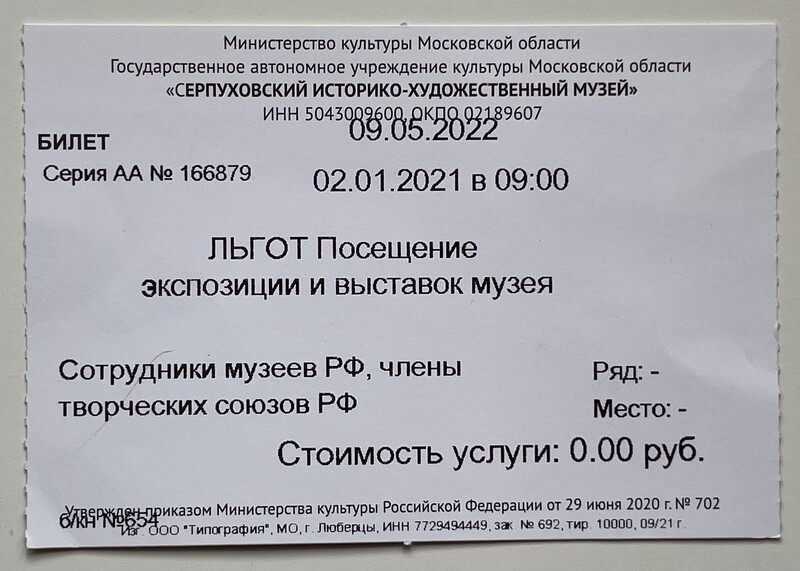 Министерство культуры Московской области
Государственное автономное учреждение культуры Московской области
«СЕРПУХОВСКИЙ ИСТОРИКО-ХУДОЖЕСТВЕННЫЙ МУЗЕЙ»
ИНН 5043009600, ОКПО 02189607
09.05.2022
БИЛЕТ
Серия АА № 166879
02.01.2021 в 09:00
ЛЬГОТ Посещение
экспозиции и выставок музея
Сотрудники музеев РФ, члены
творческих союзов РФ
Ряд: -
Место: -
Стоимость услуги: 0.00 руб.
Утвержден приказом Министерства культуры Российской Федерации от 29 июня 2020 г. № 702
б/кн №654
Изг. ООО "Типография", МО, г. Люберцы, ИНН 7729494449, зак № 692, тир. 10000, 09/21 г.